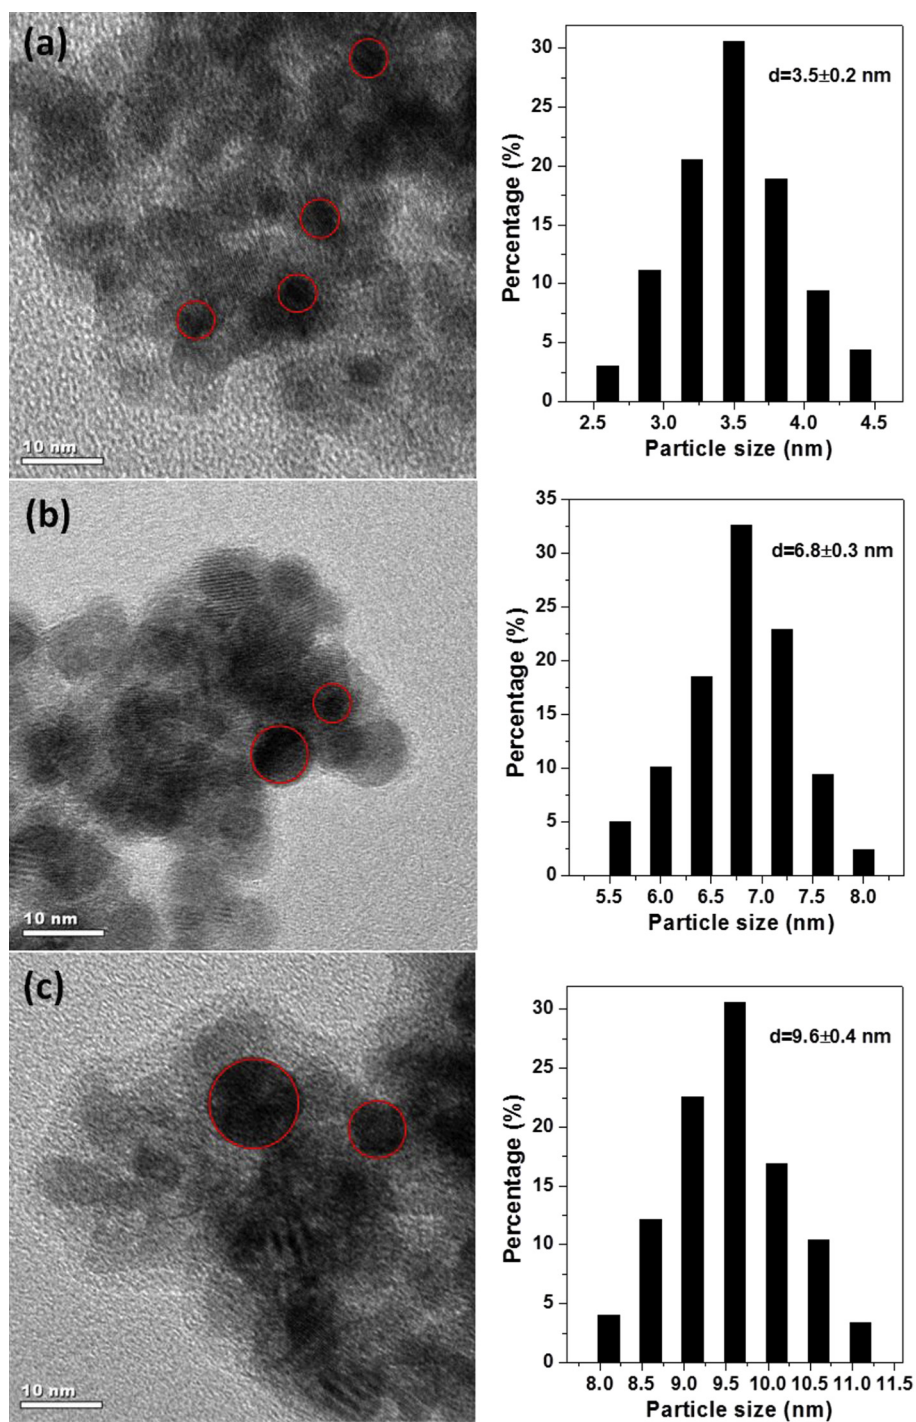 (a)
10 nm
30
25
20
15
10
5
0
Percentage (%)
d=3.5±0.2 nm
2.5 3.0 3.5 4.0 4.5
Particle size (nm)
(b)
10 nm
35
30
25
20
15
10
5
0
Percentage (%)
d=6.8±0.3 nm
5.5 6.0 6.5 7.0 7.5 8.0
Particle size (nm)
(c)
10 nm
30
25
20
15
10
5
0
Percentage (%)
d=9.6±0.4 nm
8.0 8.5 9.0 9.5 10.0 10.5 11.0 11.5
Particle size (nm)